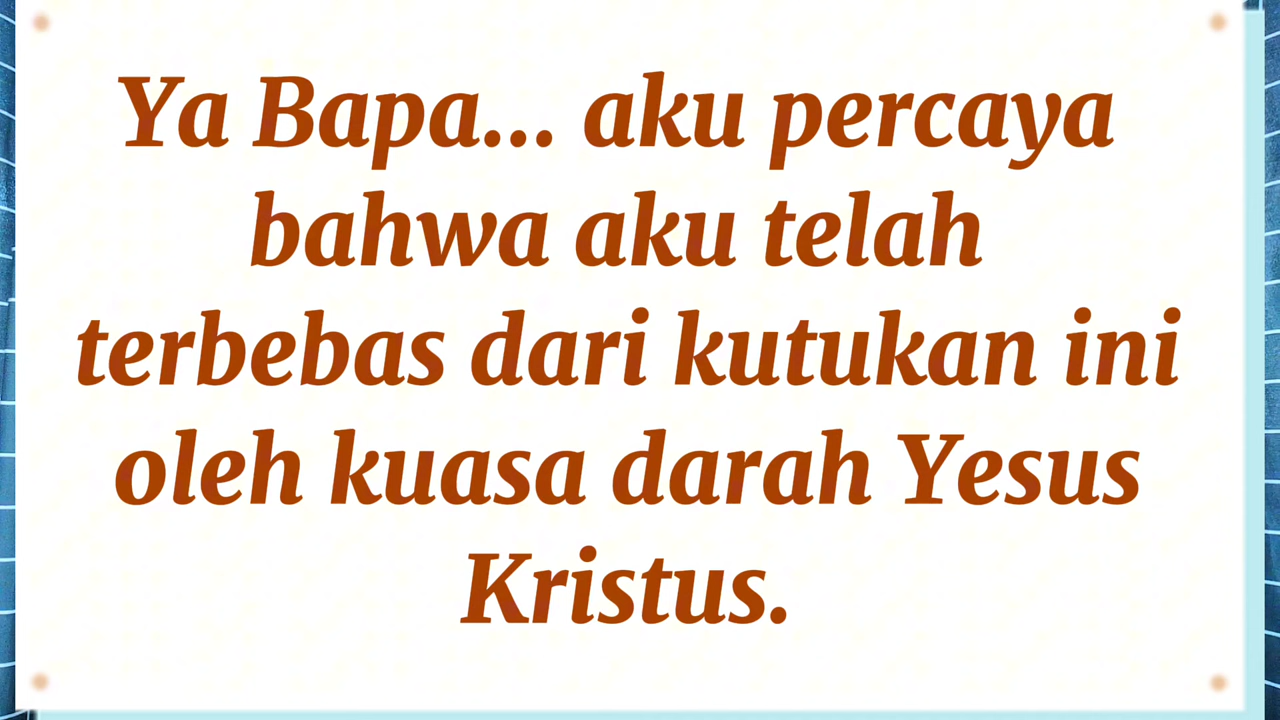 Ya Bapa... aku percaya
bahwa aku telah
terbebas dari kutukan ini
oleh kuasa darah Yesus
Kristus.